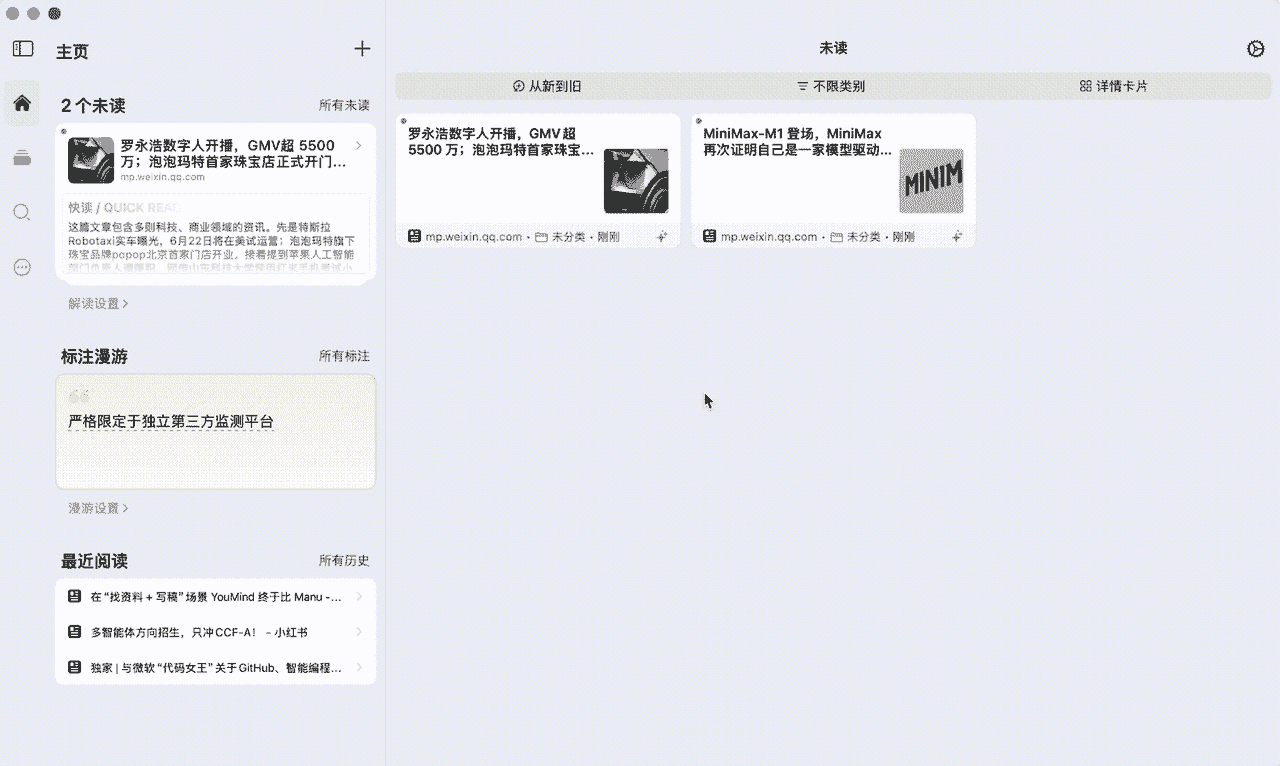 主页
2 个未读
所有未读
罗永浩数字人开播，GMV超 5500
万；泡泡玛特首家珠宝店正式开门...
mp.weixin.qq.com
快读 / QUICK READ
这篇文章包含多则科技、商业领域的资讯。先是特斯拉
Robotaxi实车曝光，6月22日将在美试运营；泡泡玛特旗下
珠宝品牌popop北京首家门店开业。接着提到苹果人工智能
解读设置
标注漫游
所有标注
严格限定于独立第三方监测平台
漫游设置
最近阅读
所有历史
在“找资料 + 写稿”场景 YouMind 终于比 Manu -...
多智能体方向招生，只冲CCF-A！ - 小红书
独家 | 与微软“代码女王”关于GitHub、智能编程...
未读
从新到旧
不限类别
详情卡片
罗永浩数字人开播，GMV超
5500 万；泡泡玛特首家珠宝...
mp.weixin.qq.com · 未分类 · 刚刚
MiniMax-M1 登场，MiniMax
再次证明自己是一家模型驱动...
MINIM
mp.weixin.qq.com · 未分类 · 刚刚